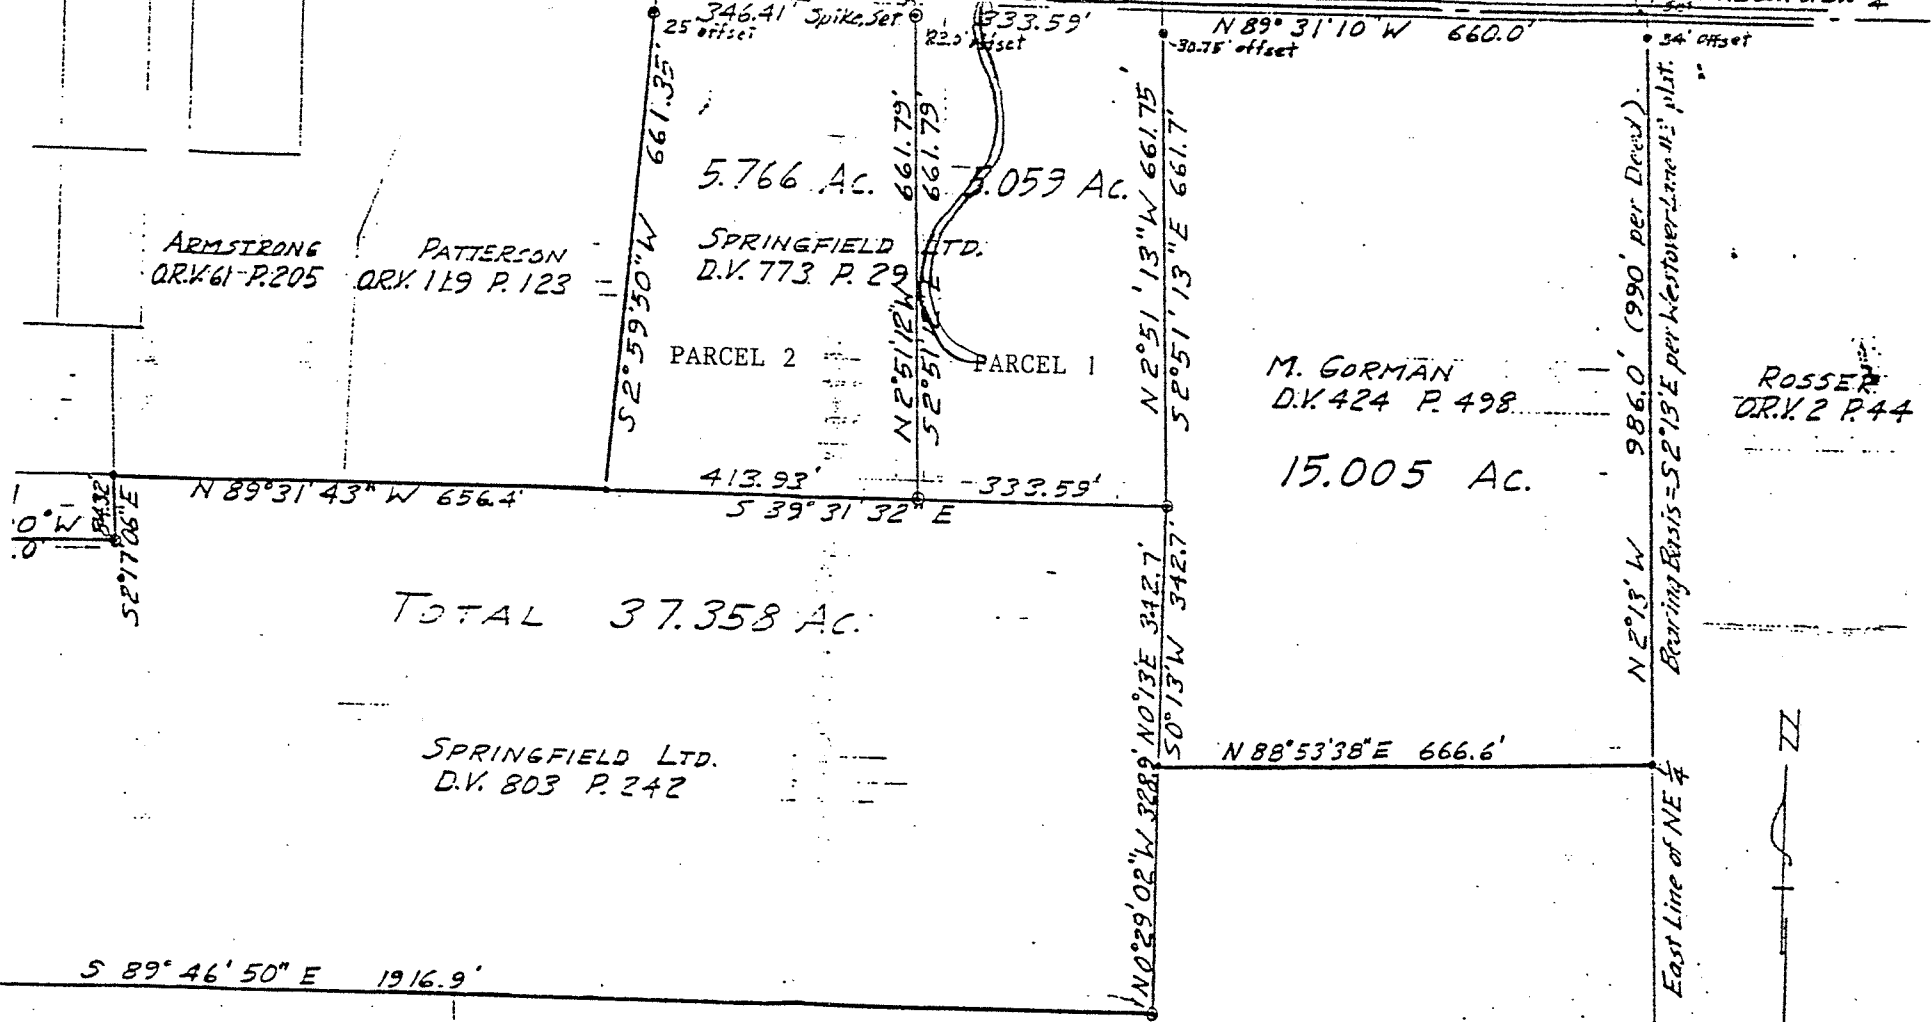 346.41' Spike Set
25' offset
333.59'
N 89° 31' 10" W 660.0'
30.75' offset
34' offset
S 2° 59' 50" W 661.35'
5.766 Ac.
661.79'
661.79'
5.059 Ac.
N 2° 51' 13" W 661.75'
S 2° 51' 13" E 661.7'
986.0' (990' per Deed).
N 2° 13' W
Bearing Basis = S 2° 13' E per Westover plat.
ARMSTRONG
O.R.V. 61 - P. 205
PATTERSON
O.R.V. 119 P. 123
SPRINGFIELD LTD.
D.V. 773 P. 29
N 2° 51' 12" W
S 2° 51' 12" E
PARCEL 2
PARCEL 1
M. GORMAN
D.V. 424 P. 498
15.005 Ac.
ROSSER
O.R.V. 2 P. 44
N 89° 31' 43" W 656.4'
413.93'
333.59'
S 39° 31' 32" E
84.32'
S 2° 17' 06" E
0" W
.0'
TOTAL 37.358 Ac.
N 0° 13' E 342.7'
S 0° 13' W 342.7'
SPRINGFIELD LTD.
D.V. 803 P. 242
N 88° 53' 38" E 666.6'
N 0° 29' 02" W 328.9'
East Line of NE 1/4
N
S 89° 46' 50" E 1916.9'